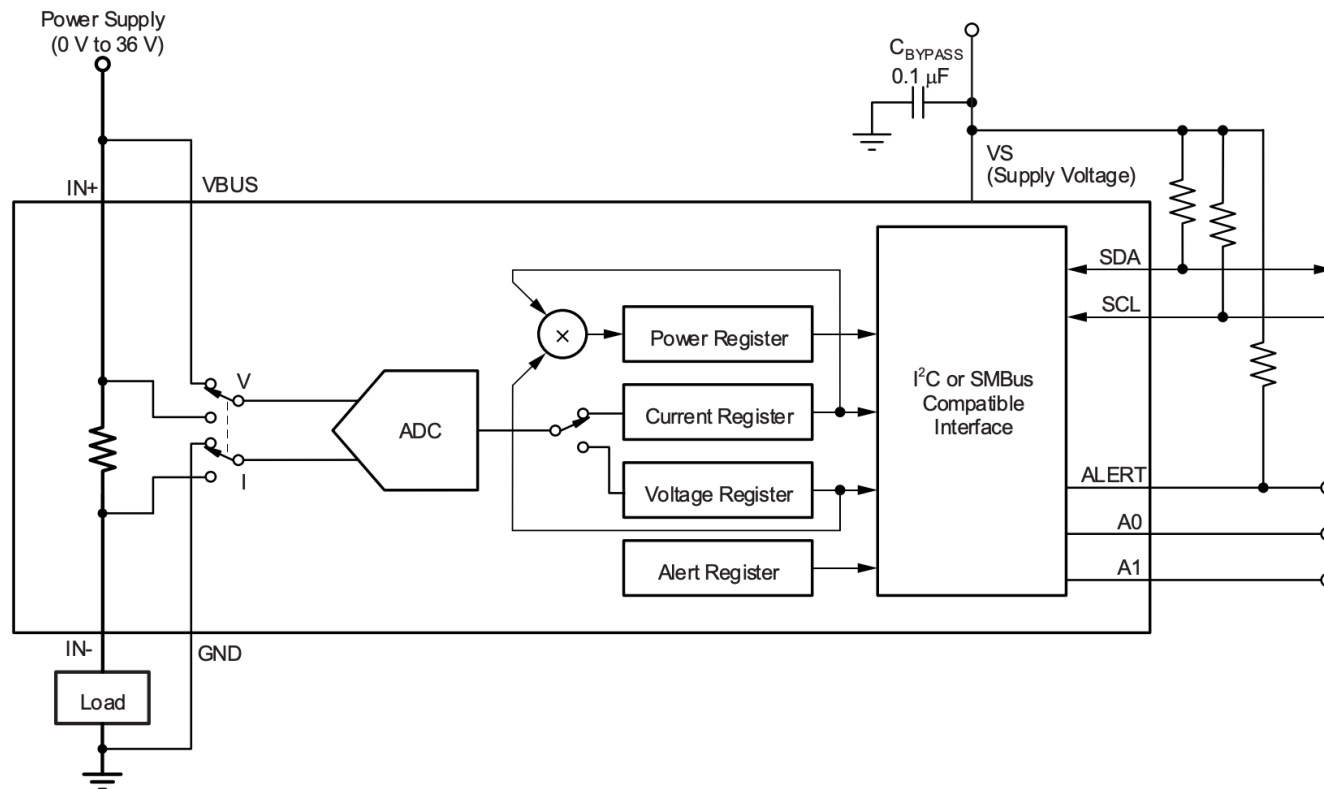 Power Supply
(0 V to 36 V)
C_BYPASS
0.1 μF
VS
(Supply Voltage)
IN+
VBUS
SDA
SCL
×
Power Register
V
I²C or SMBus
Compatible
Interface
ADC
Current Register
I
Voltage Register
ALERT
A0
Alert Register
A1
IN-
GND
Load